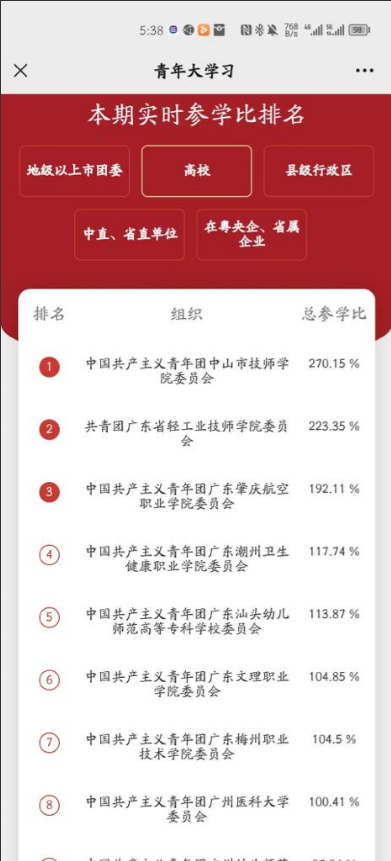 5:38
768
B/s
4G
5G
98
青年大学习
本期实时参学比排名
地级以上市团委
高校
县级行政区
中直、省直单位
在粤央企、省属
企业
排名
组织
总参学比
1
中国共产主义青年团中山市技师学
院委员会
270.15 %
2
共青团广东省轻工业技师学院委员
会
223.35 %
3
中国共产主义青年团广东肇庆航空
职业学院委员会
192.11 %
4
中国共产主义青年团广东潮州卫生
健康职业学院委员会
117.74 %
5
中国共产主义青年团广东汕头幼儿
师范高等专科学校委员会
113.87 %
6
中国共产主义青年团广东文理职业
学院委员会
104.85 %
7
中国共产主义青年团广东梅州职业
技术学院委员会
104.5 %
8
中国共产主义青年团广州医科大学
委员会
100.41 %